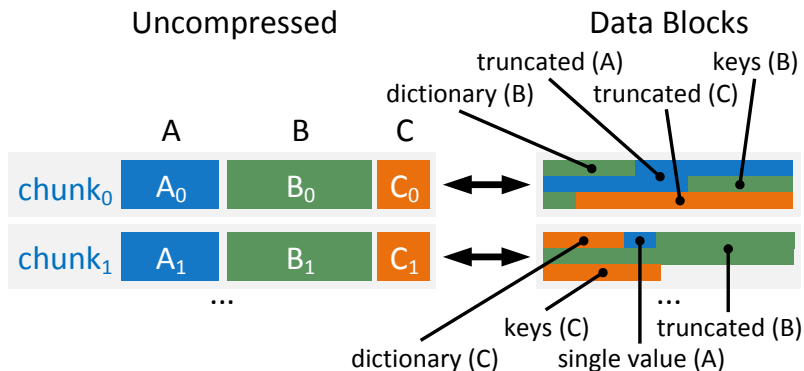 Uncompressed
Data Blocks
truncated (A)
keys (B)
dictionary (B)
truncated (C)
A
B
C
chunk₀
A₀
B₀
C₀
chunk₁
A₁
B₁
C₁
...
...
keys (C)
truncated (B)
dictionary (C)
single value (A)